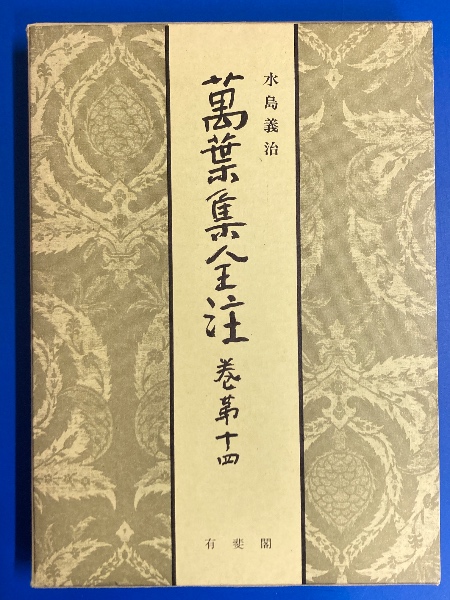 水島義治
萬葉集全注 巻第十四
有斐閣